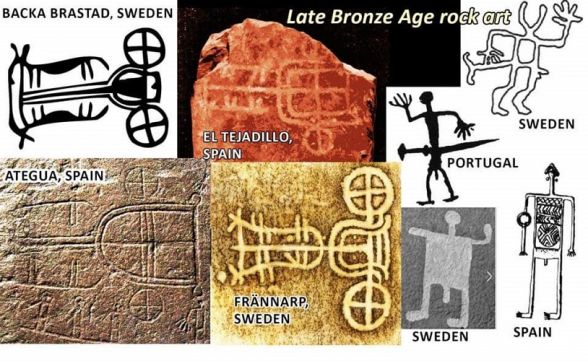 BACKA BRASTAD, SWEDEN
Late Bronze Age rock art
SWEDEN
EL TEJADILLO,
SPAIN
PORTUGAL
ATEGUA, SPAIN
FRÄNNARP,
SWEDEN
SWEDEN
SPAIN